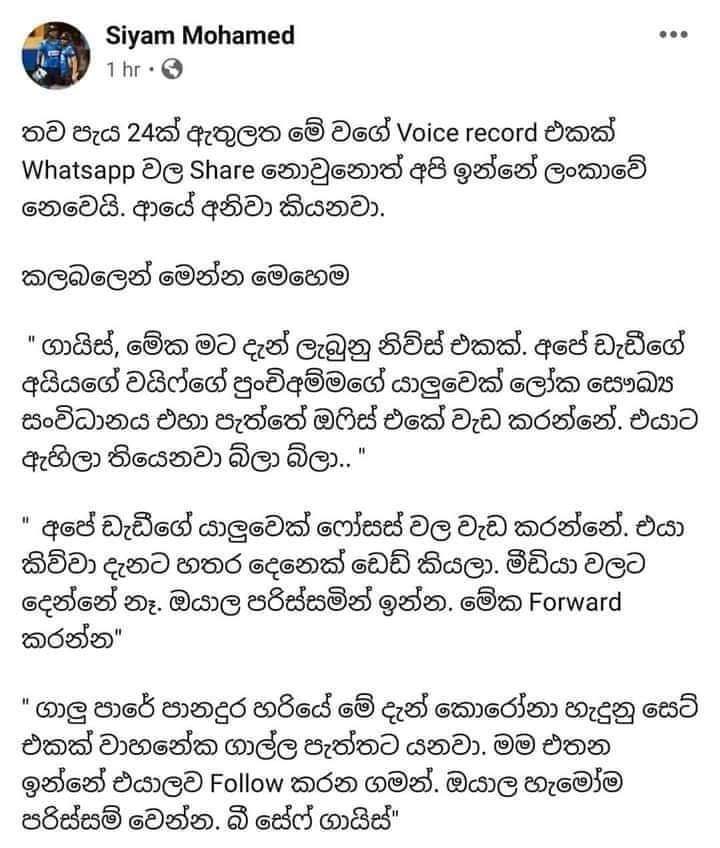 Siyam Mohamed
1 hr ·
තව පැය 24ක් ඇතුලත මේ වගේ Voice record එකක්
Whatsapp වල Share නොවුනොත් අපි ඉන්නේ ලංකාවේ
නෙවෙයි. ආයේ අනිවා කියනවා.
කලබලෙන් මෙන්න මෙහෙම
" ගායිස්, මේක මට දැන් ලැබුනු නිව්ස් එකක්. අපේ ඩැඩීගේ
අයියගේ වයිෆ්ගේ පුංචිඅම්මගේ යාලුවෙක් ලෝක සෞඛ්‍ය
සංවිධානය එහා පැත්තේ ඔෆිස් එකේ වැඩ කරන්නේ. එයාට
ඇහිලා තියෙනවා බ්ලා බ්ලා.. "
" අපේ ඩැඩීගේ යාලුවෙක් ෆෝසස් වල වැඩ කරන්නේ. එයා
කිව්වා දැනට හතර දෙනෙක් ඩෙඩ් කියලා. මීඩියා වලට
දෙන්නේ නෑ. ඔයාල පරිස්සමින් ඉන්න. මේක Forward
කරන්න"
" ගාලු පාරේ පානදුර හරියේ මේ දැන් කොරෝනා හැදුනු සෙට්
එකක් වාහනේක ගාල්ල පැත්තට යනවා. මම එතන
ඉන්නේ එයාලව Follow කරන ගමන්. ඔයාල හැමෝම
පරිස්සම් වෙන්න. බී සේෆ් ගායිස්"